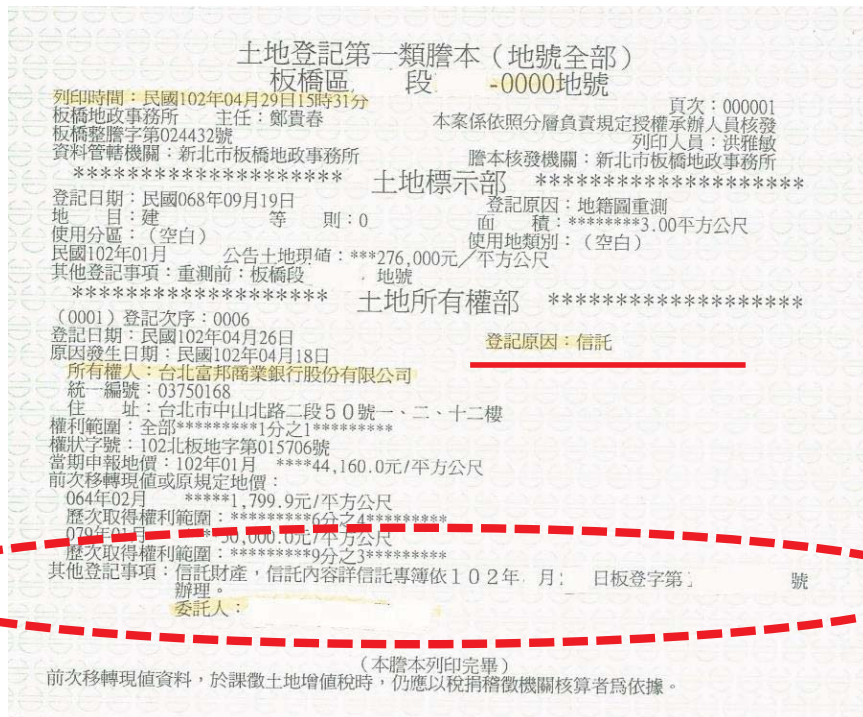 土地登記第一類謄本（地號全部）
板橋區 段 -0000地號
列印時間：民國102年04月29日15時31分
頁次：000001
板橋地政事務所 主任：鄭貴春
本案係依照分層負責規定授權承辦人員核發
板橋整謄字第024432號
列印人員：洪雅敏
資料管轄機關：新北市板橋地政事務所
謄本核發機關：新北市板橋地政事務所
******************** 土地標示部 ********************
登記日期：民國068年09月19日 登記原因：地籍圖重測
地 目：建 等 則：0 面 積：********3.00平方公尺
使用分區：（空白） 使用地類別：（空白）
民國102年01月 公告土地現值：***276,000元／平方公尺
其他登記事項：重測前：板橋段 地號
******************* 土地所有權部 *******************
（0001）登記次序：0006
登記日期：民國102年04月26日 登記原因：信託
原因發生日期：民國102年04月18日
所有權人：台北富邦商業銀行股份有限公司
統一編號：03750168
住 址：台北市中山北路二段５０號一、二、十二樓
權利範圍：全部*********1分之1*********
權狀字號：102北板地字第015706號
當期申報地價：102年01月 ****44,160.0元/平方公尺
前次移轉現值或原規定地價：
064年02月 *****1,799.9元/平方公尺
歷次取得權利範圍：*********6分之4*********
079年01月 ****50,000.0元/平方公尺
歷次取得權利範圍：*********9分之3*********
其他登記事項：信託財產，信託內容詳信託專簿依１０２年 月 日板登字第 號
辦理。
委託人：
（本謄本列印完畢）
前次移轉現值資料，於課徵土地增值稅時，仍應以稅捐稽徵機關核算者為依據。